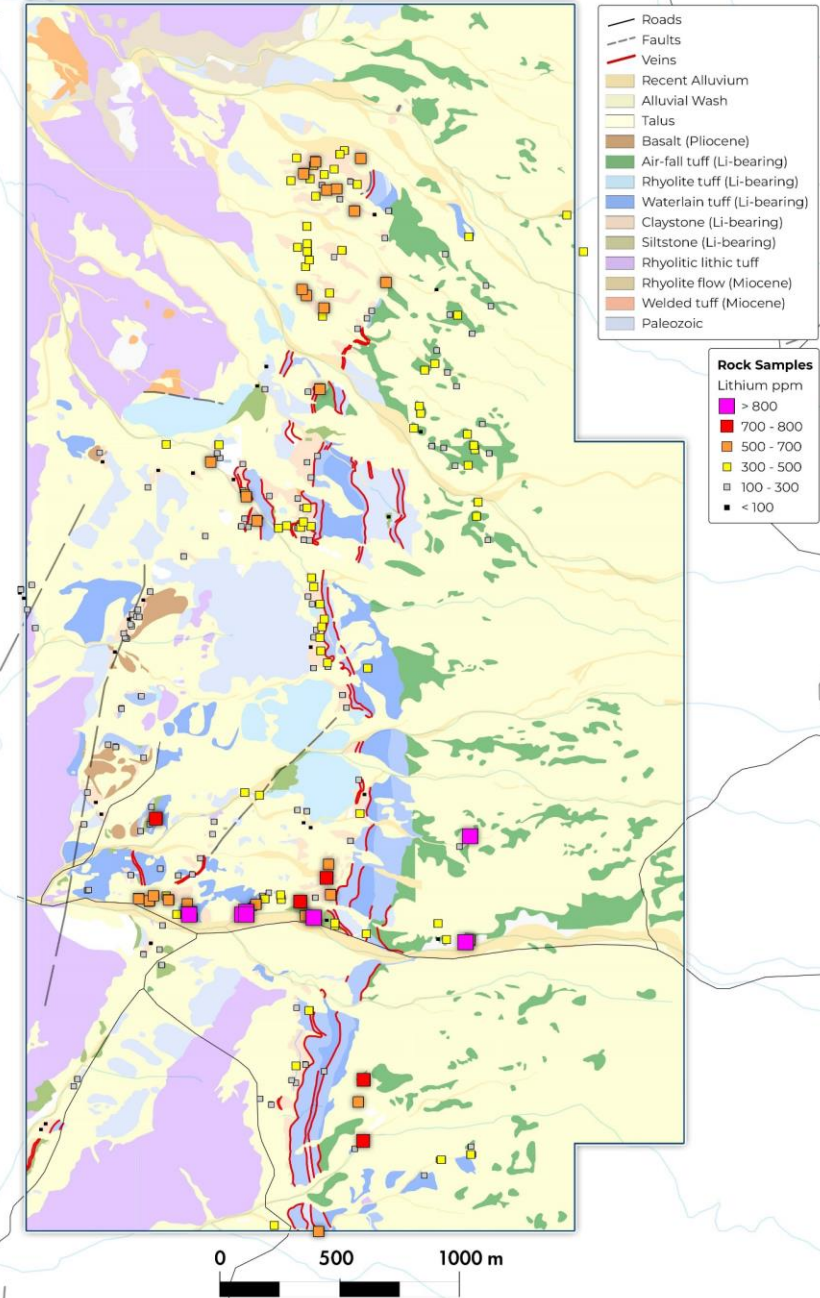 Roads
Faults
Veins
Recent Alluvium
Alluvial Wash
Talus
Basalt (Pliocene)
Air-fall tuff (Li-bearing)
Rhyolite tuff (Li-bearing)
Waterlain tuff (Li-bearing)
Claystone (Li-bearing)
Siltstone (Li-bearing)
Rhyolitic lithic tuff
Rhyolite flow (Miocene)
Welded tuff (Miocene)
Paleozoic
Rock Samples
Lithium ppm
> 800
700 - 800
500 - 700
300 - 500
100 - 300
< 100
0 500 1000 m